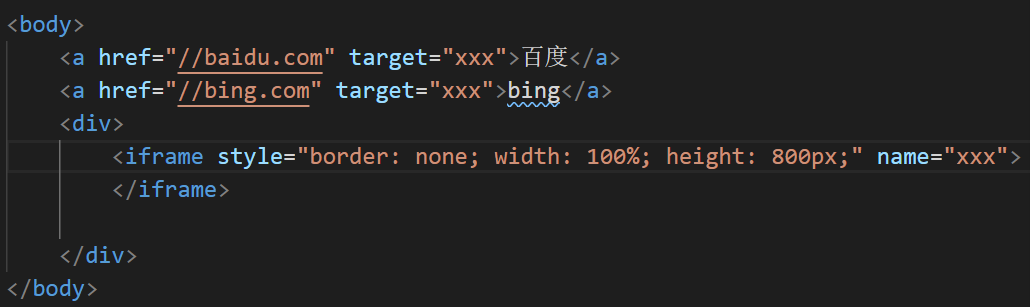 <body>
    <a href="//baidu.com" target="xxx">百度</a>
    <a href="//bing.com" target="xxx">bing</a>
    <div>
        <iframe style="border: none; width: 100%; height: 800px;" name="xxx">
        </iframe>

    </div>
</body>